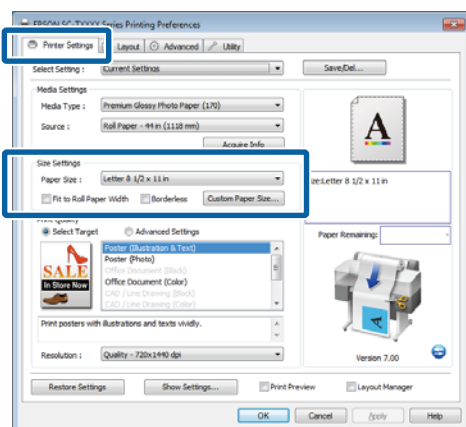 EPSON SC-TXXXX Series Printing Preferences
Printer Settings Layout Advanced Utility
Select Setting : Current Settings Save/Del...
Media Settings
Media Type : Premium Glossy Photo Paper (170)
Source : Roll Paper - 44 in (1118 mm)
Acquire Info
A
Size Settings
Paper Size : Letter 8 1/2 x 11 in
ize:Letter 8 1/2 x 11 in
Fit to Roll Paper Width Borderless Custom Paper Size...
Print Quality
Select Target Advanced Settings
Paper Remaining:
SALE
In Store Now
Poster (Illustration & Text)
Poster (Photo)
Office Document (Black)
Office Document (Color)
CAD / Line Drawing (Black)
CAD / Line Drawing (Color)
Print posters with illustrations and texts vividly.
A
Resolution : Quality - 720x1440 dpi
Version 7.00
Restore Settings Show Settings... Print Preview Layout Manager
OK Cancel Apply Help